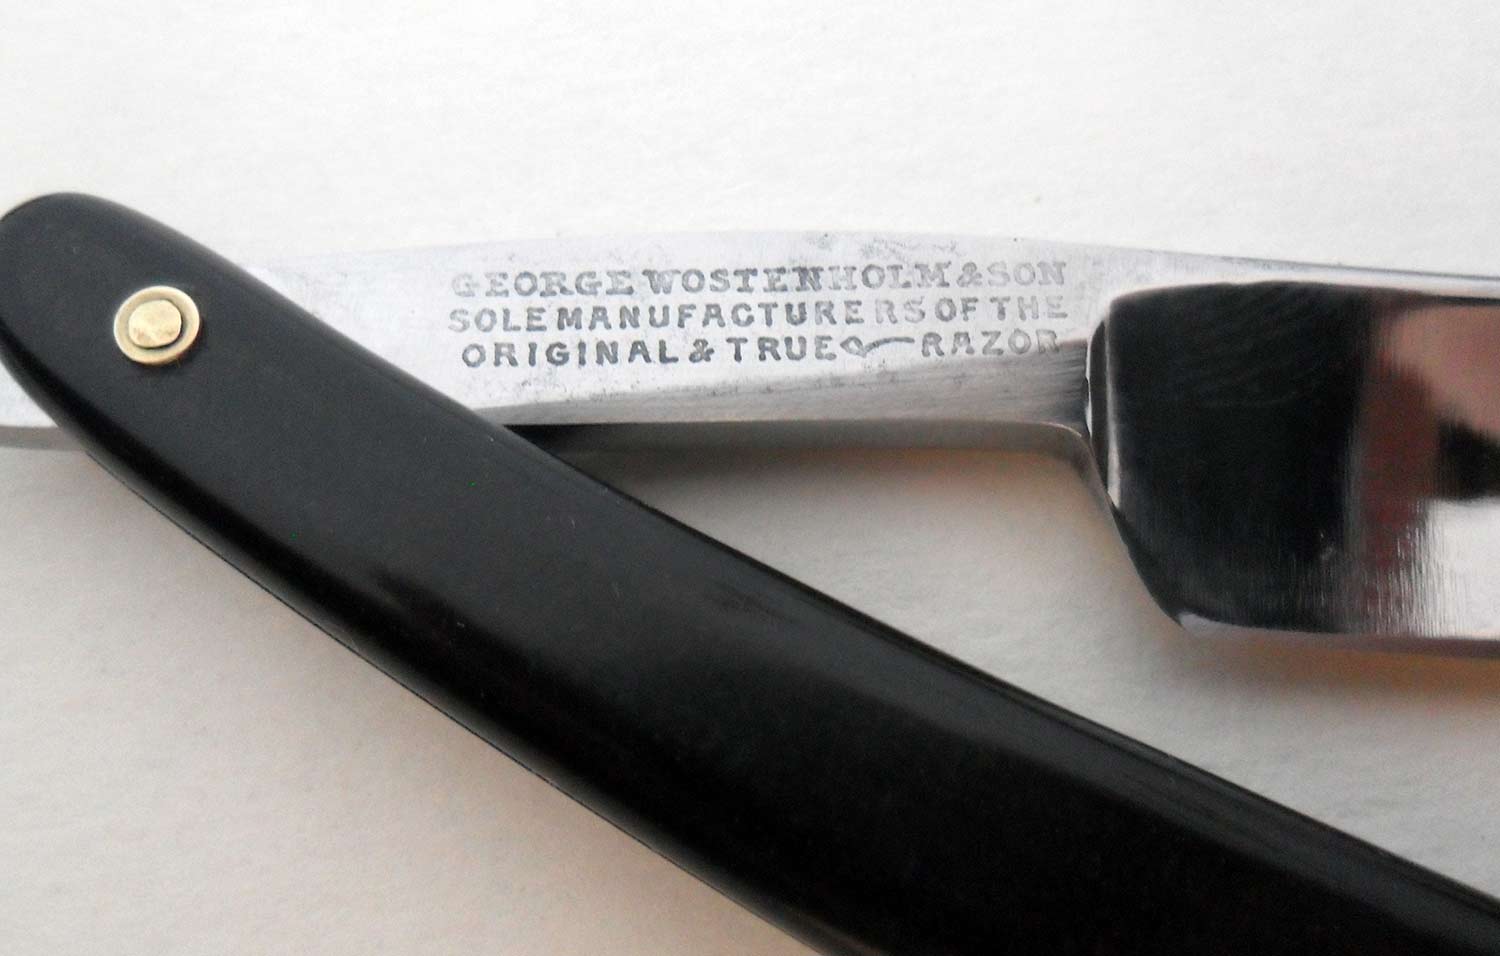 GEORGE WOSTENHOLM & SON
SOLE MANUFACTURERS OF THE
ORIGINAL & TRUE RAZOR